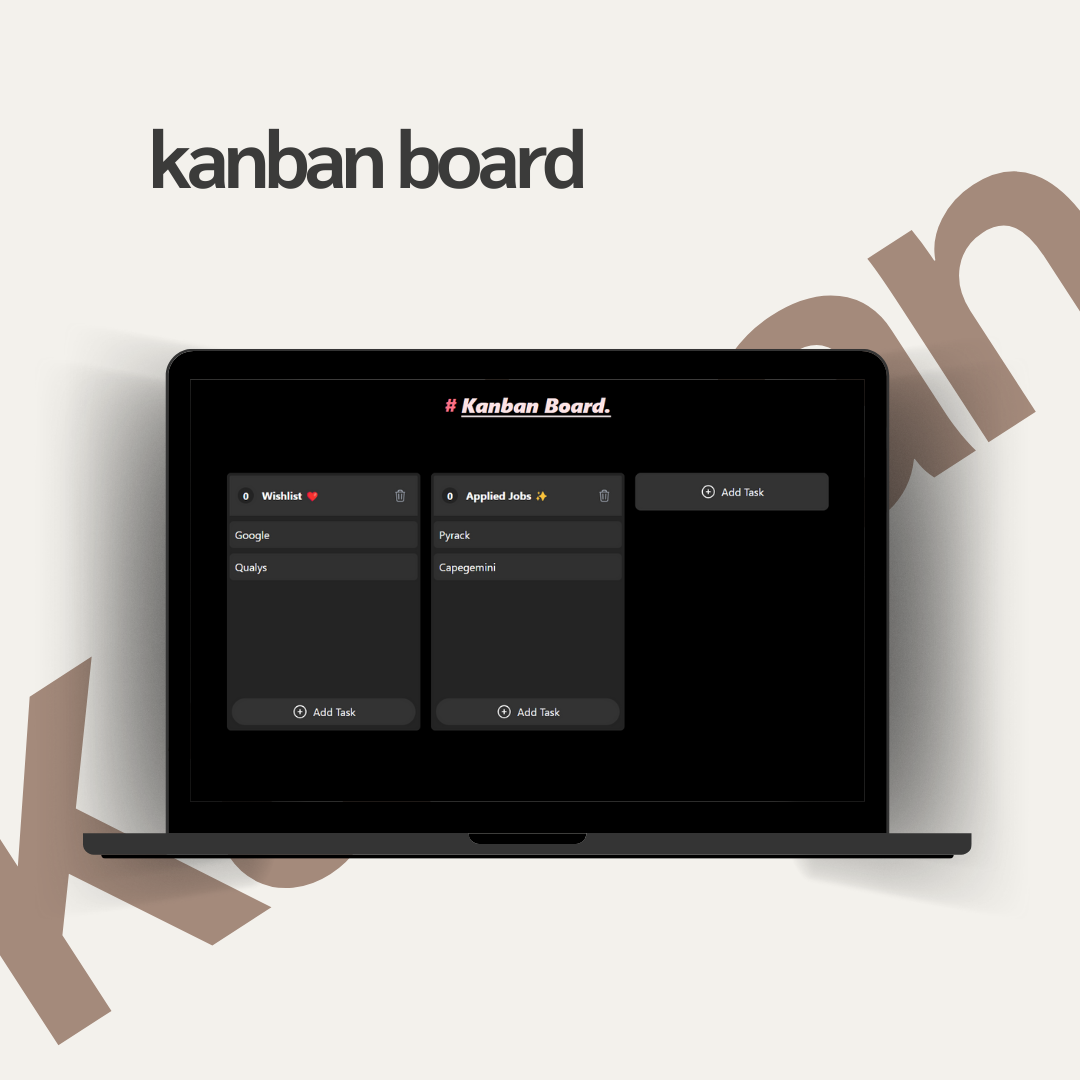 kanban board
an
# Kanban Board.
0 Wishlist ❤️
0 Applied Jobs ✨
Add Task
Google
Pyrack
Qualys
Capegemini
Add Task
Add Task
k